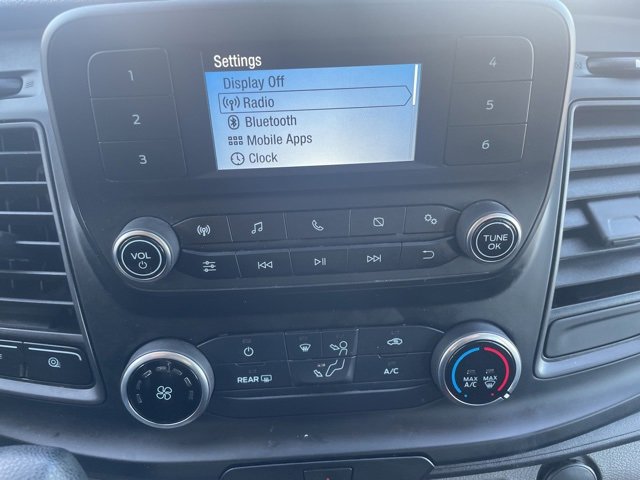 Settings
Display Off
Radio
Bluetooth
Mobile Apps
Clock
1
2
3
4
5
6
VOL
TUNE
OK
REAR
A/C
MAX
A/C
MAX